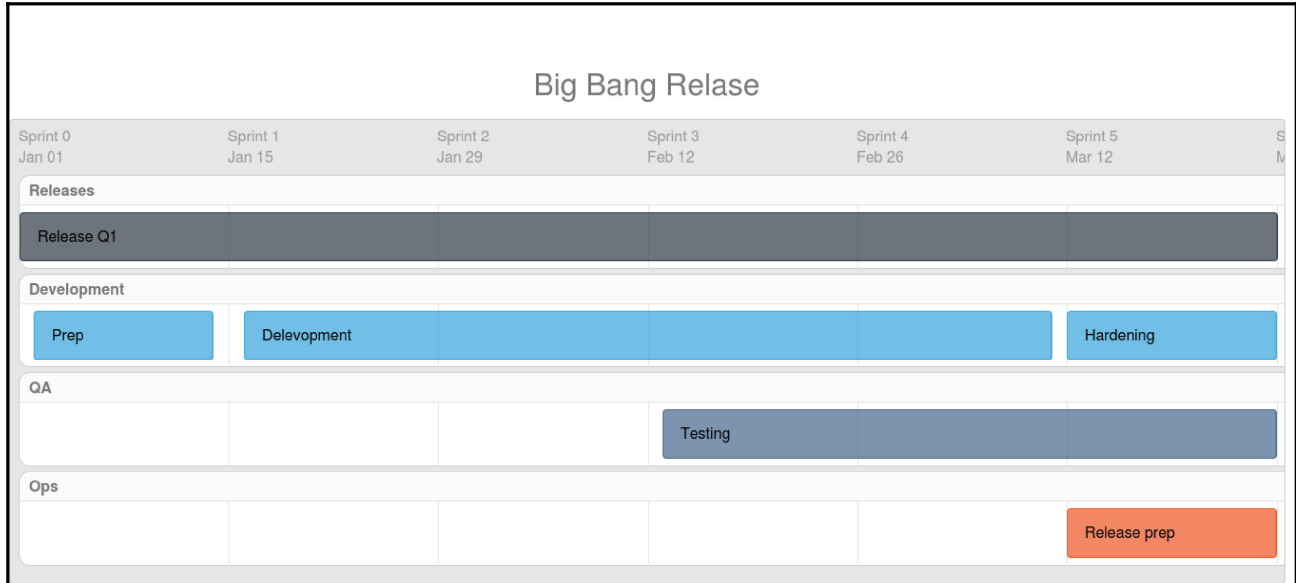 Big Bang Relase
Sprint 0 Sprint 1 Sprint 2 Sprint 3 Sprint 4 Sprint 5
Jan 01 Jan 15 Jan 29 Feb 12 Feb 26 Mar 12
Releases
Release Q1
Development
Prep Delevopment Hardening
QA
Testing
Ops
Release prep